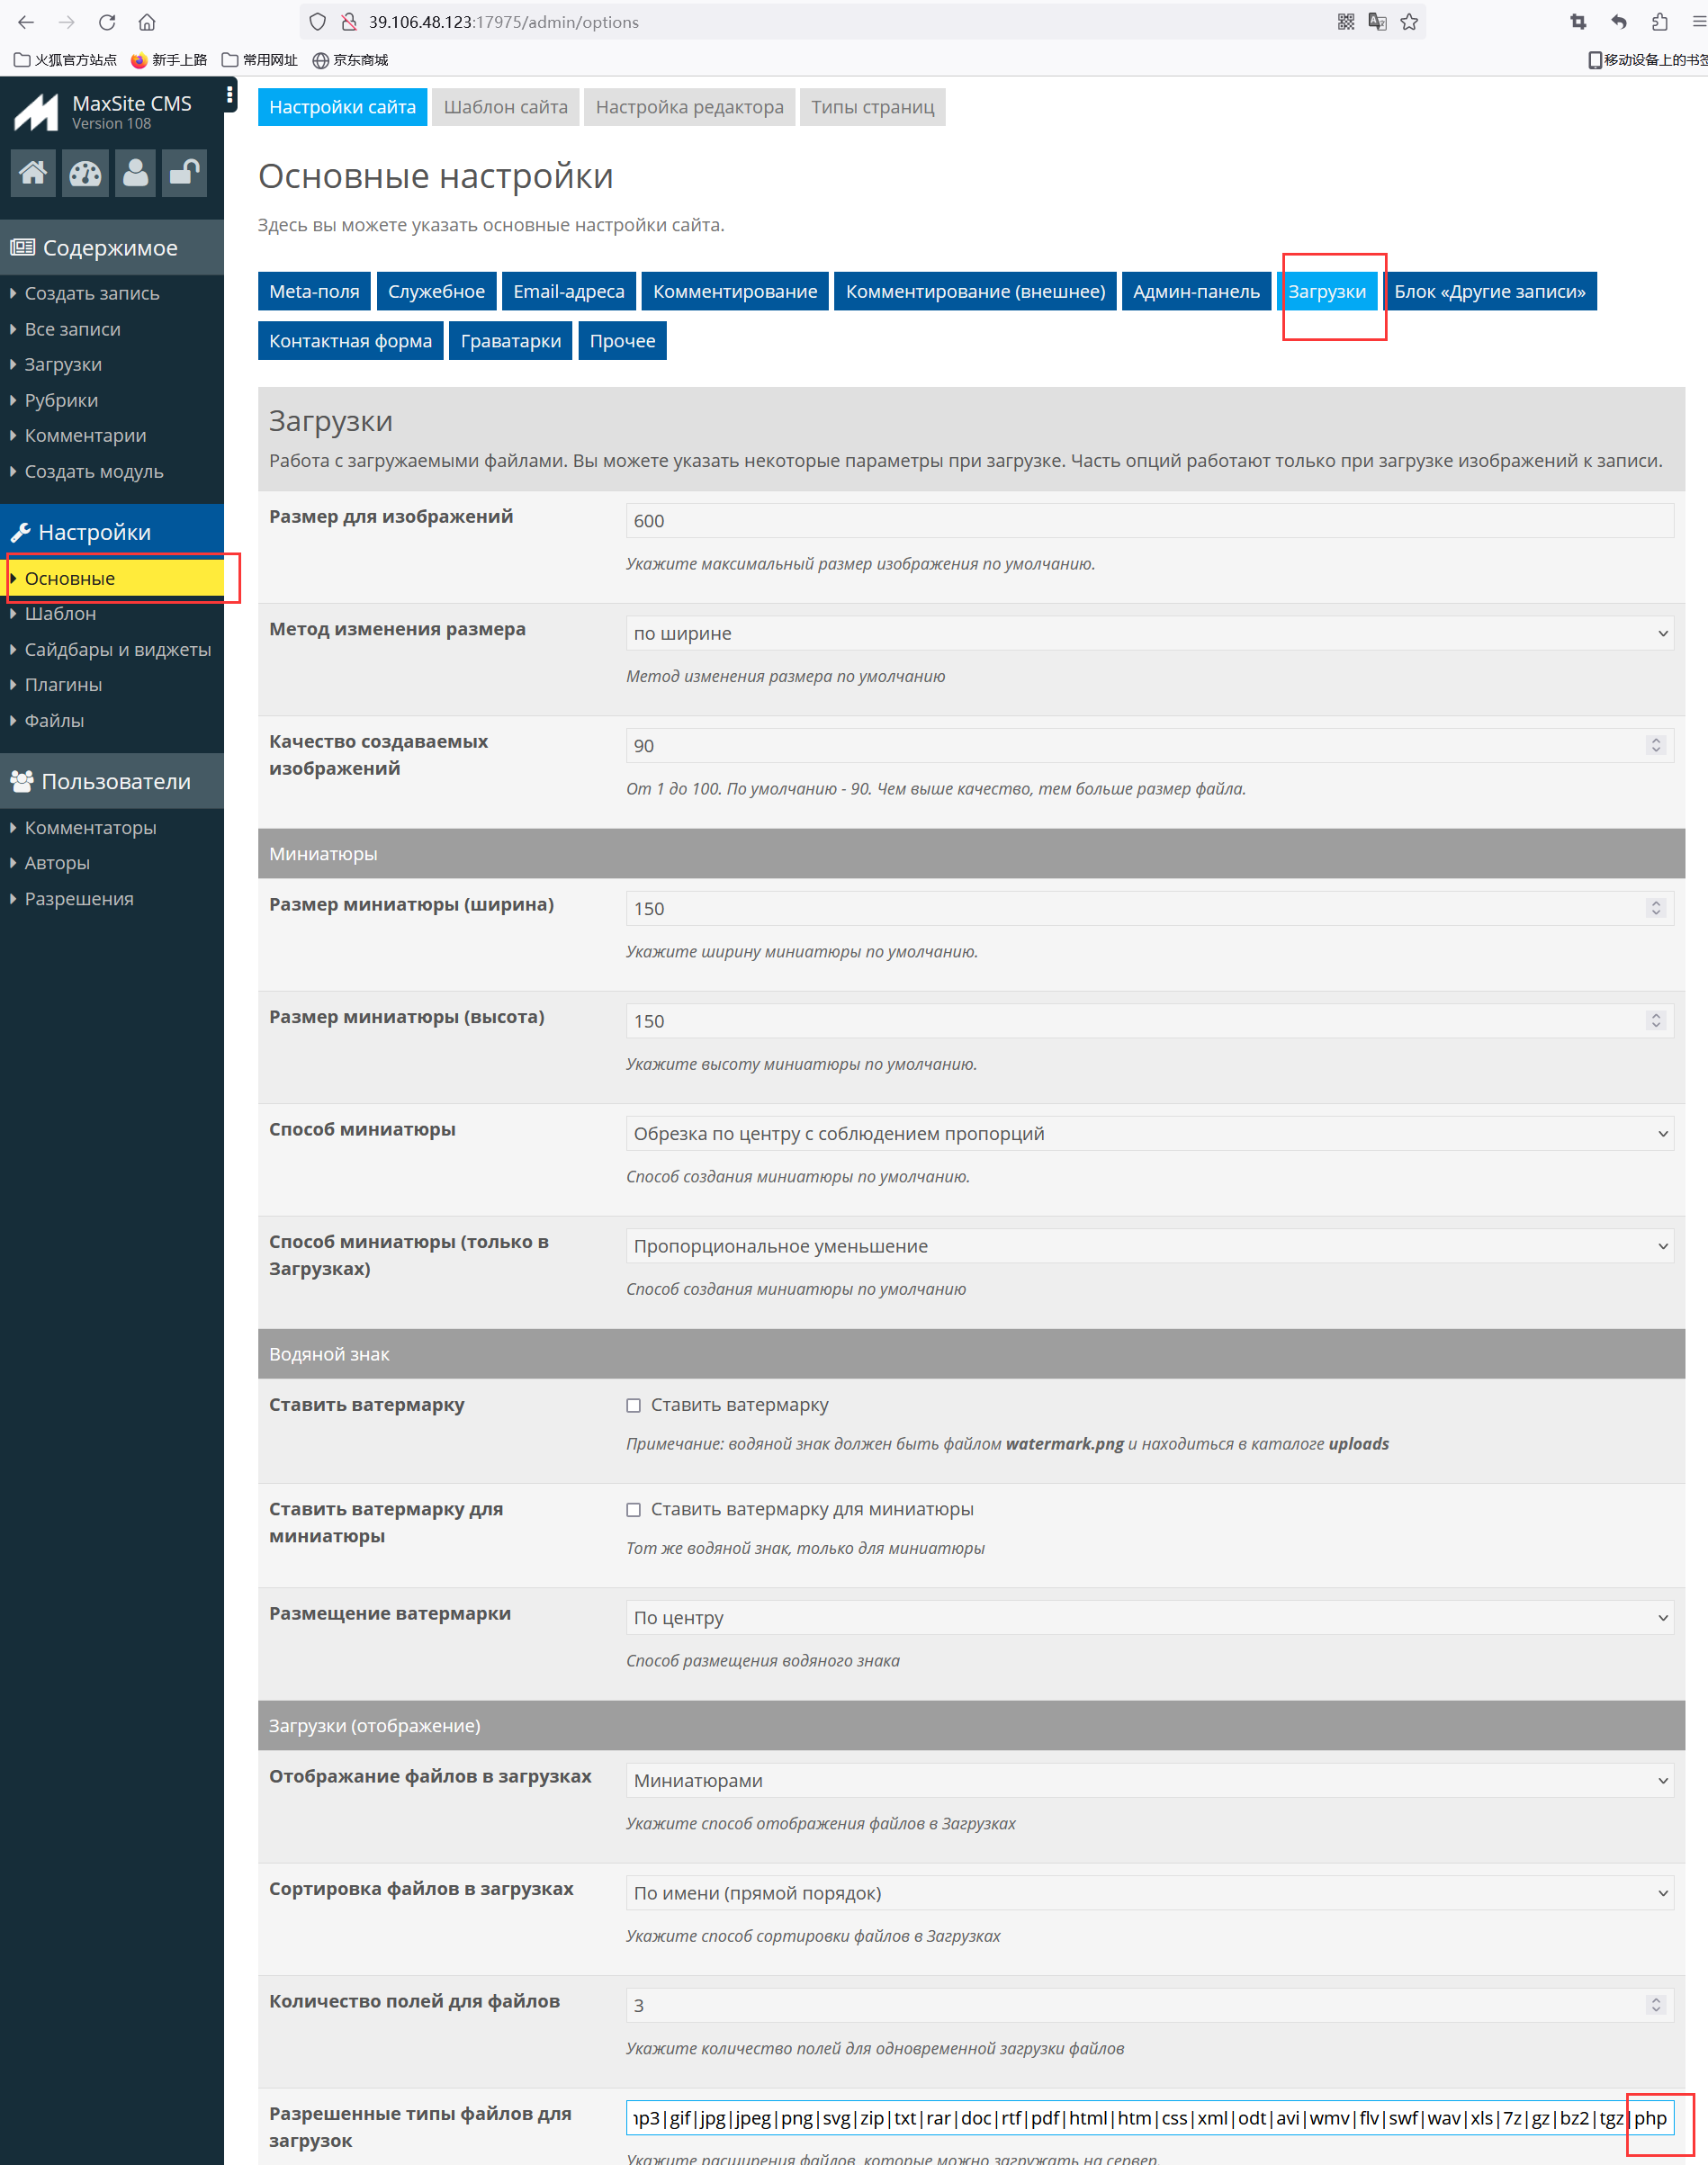 39.106.48.123:17975/admin/options
火狐官方站点 新手上路 常用网址 京东商城 移动设备上的书签
MaxSite CMS
Version 108
Содержимое
Создать запись
Все записи
Загрузки
Рубрики
Комментарии
Создать модуль
Настройки
Основные
Шаблон
Сайдбары и виджеты
Плагины
Файлы
Пользователи
Комментаторы
Авторы
Разрешения
Настройки сайта Шаблон сайта Настройка редактора Типы страниц
Основные настройки
Здесь вы можете указать основные настройки сайта.
Meta-поля Служебное Email-адреса Комментирование Комментирование (внешнее) Админ-панель Загрузки Блок «Другие записи»
Контактная форма Граватарки Прочее
Загрузки
Работа с загружаемыми файлами. Вы можете указать некоторые параметры при загрузке. Часть опций работают только при загрузке изображений к записи.
Размер для изображений 600
Укажите максимальный размер изображения по умолчанию.
Метод изменения размера по ширине
Метод изменения размера по умолчанию
Качество создаваемых
изображений
90
От 1 до 100. По умолчанию - 90. Чем выше качество, тем больше размер файла.
Миниатюры
Размер миниатюры (ширина) 150
Укажите ширину миниатюры по умолчанию.
Размер миниатюры (высота) 150
Укажите высоту миниатюры по умолчанию.
Способ миниатюры Обрезка по центру с соблюдением пропорций
Способ создания миниатюры по умолчанию.
Способ миниатюры (только в
Загрузках)
Пропорциональное уменьшение
Способ создания миниатюры по умолчанию
Водяной знак
Ставить ватермарку Ставить ватермарку
Примечание: водяной знак должен быть файлом watermark.png и находиться в каталоге uploads
Ставить ватермарку для
миниатюры
Ставить ватермарку для миниатюры
Тот же водяной знак, только для миниатюры
Размещение ватермарки По центру
Способ размещения водяного знака
Загрузки (отображение)
Отображание файлов в загрузках Миниатюрами
Укажите способ отображения файлов в Загрузках
Сортировка файлов в загрузках По имени (прямой порядок)
Укажите способ сортировки файлов в Загрузках
Количество полей для файлов 3
Укажите количество полей для одновременной загрузки файлов
Разрешенные типы файлов для
загрузок
mp3|gif|jpg|jpeg|png|svg|zip|txt|rar|doc|rtf|pdf|html|htm|css|xml|odt|avi|wmv|flv|swf|wav|xls|7z|gz|bz2|tgz|php
Укажите расширения файлов, которые можно загружать на сервер.